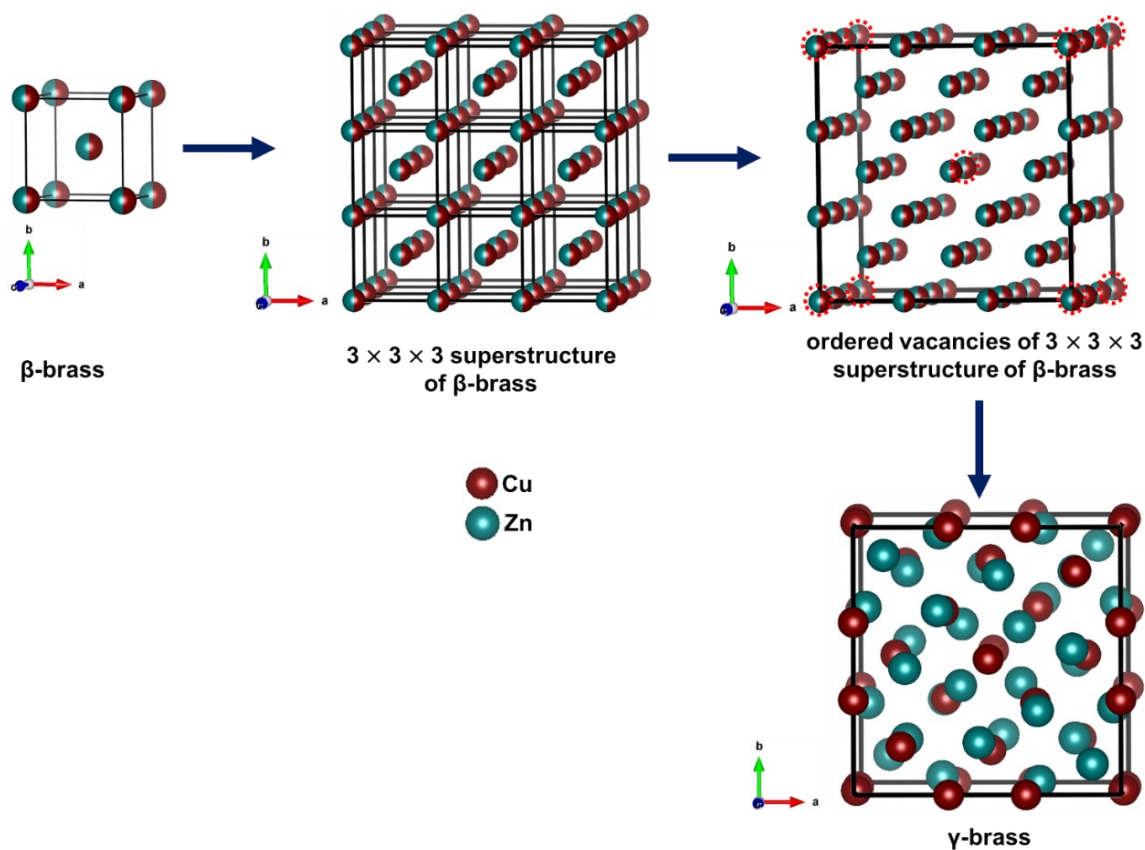 b
a
c
β-brass
b
a
c
3 × 3 × 3 superstructure
of β-brass
b
a
c
ordered vacancies of 3 × 3 × 3
superstructure of β-brass
Cu
Zn
b
a
c
γ-brass